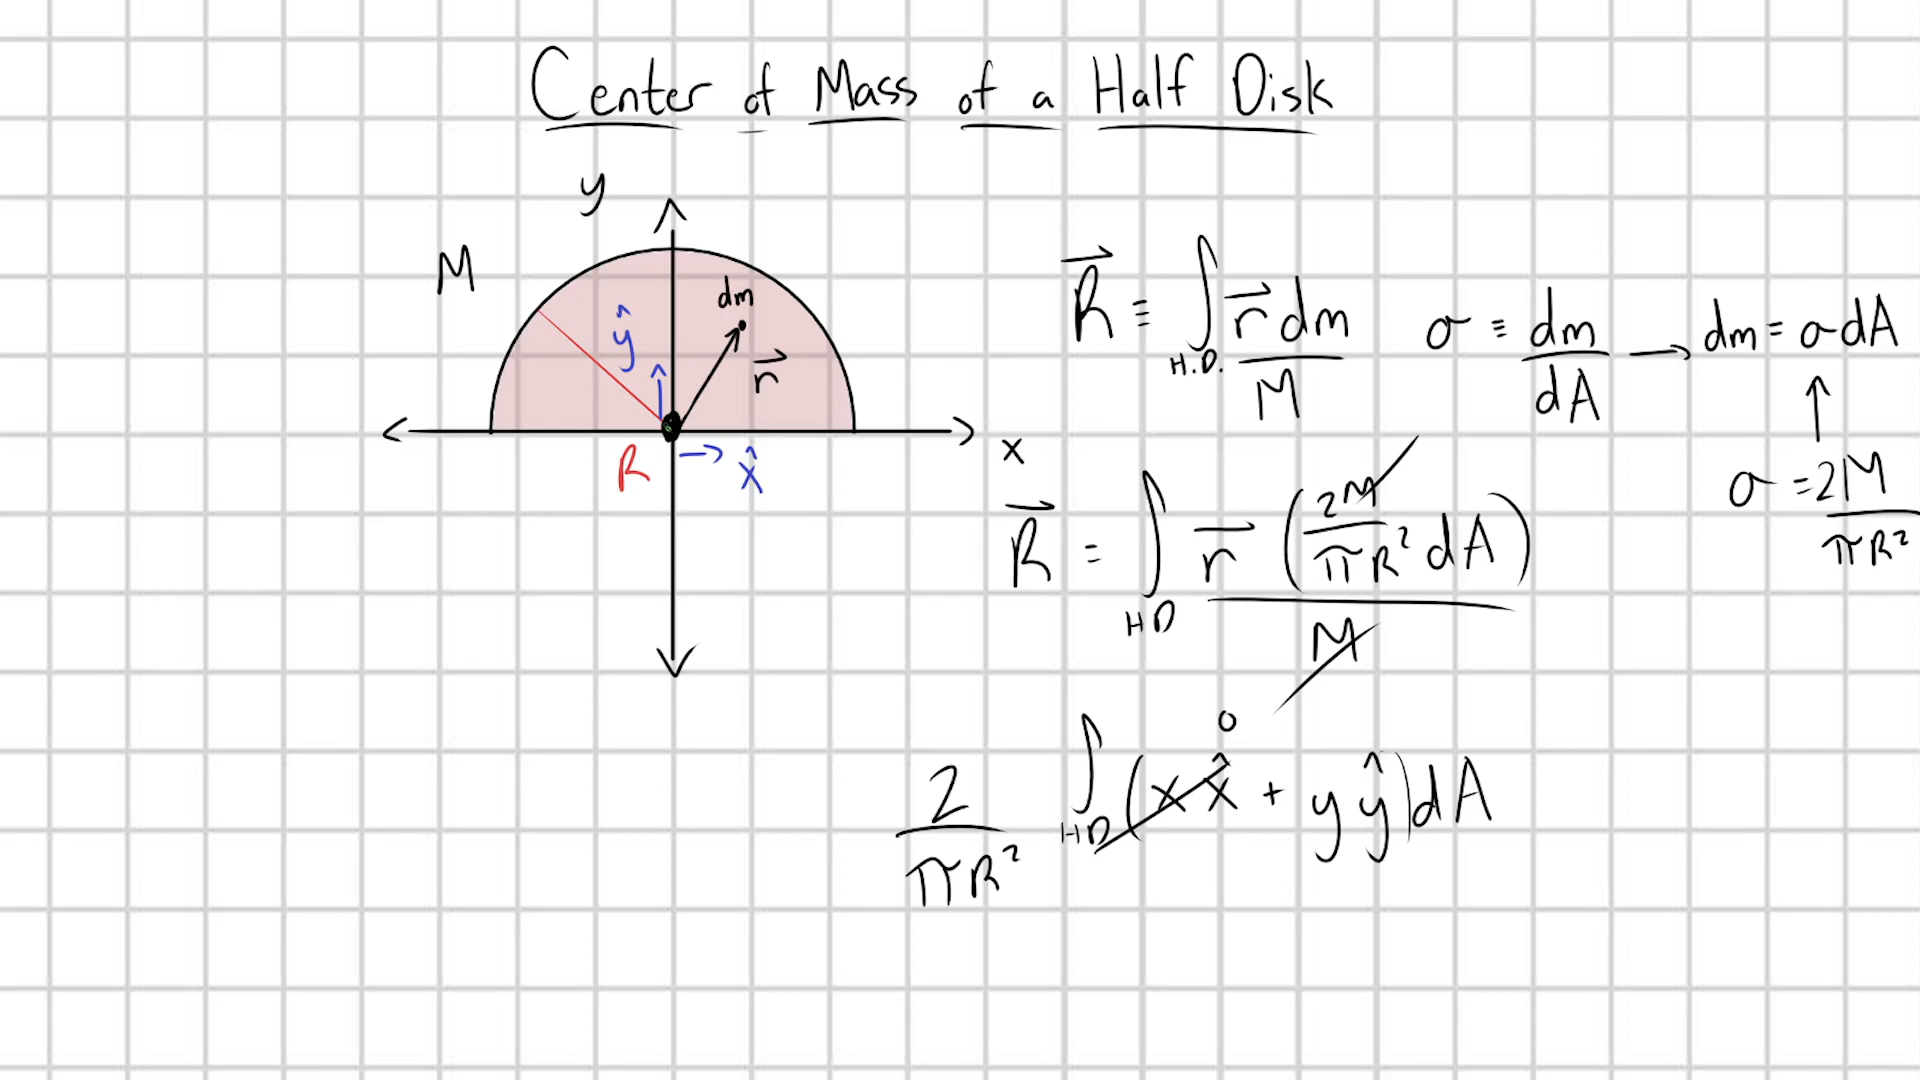 Center of Mass of a Half Disk
y
M
dm
ŷ
r⃗
R
x̂
x
R⃗ ≡ ∫ r⃗ dm / M
H.D.
σ ≡ dm / dA → dm = σ dA
↑
σ = 2M / πR²
R⃗ = ∫ r⃗ (2M / πR² dA) / M
HD
0
2 / πR² ∫ (x x̂ + y ŷ) dA
HD